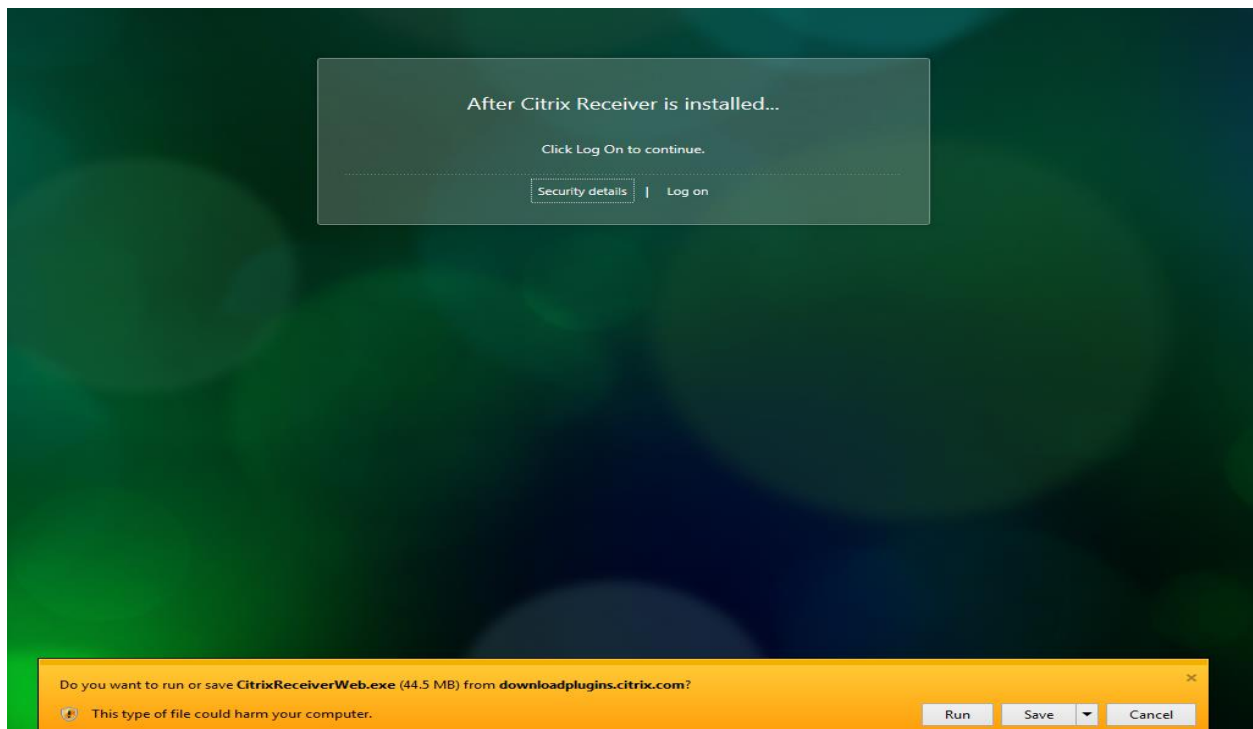 After Citrix Receiver is installed...
Click Log On to continue.
Security details | Log on
Do you want to run or save CitrixReceiverWeb.exe (44.5 MB) from downloadplugins.citrix.com?
This type of file could harm your computer.
Run Save Cancel